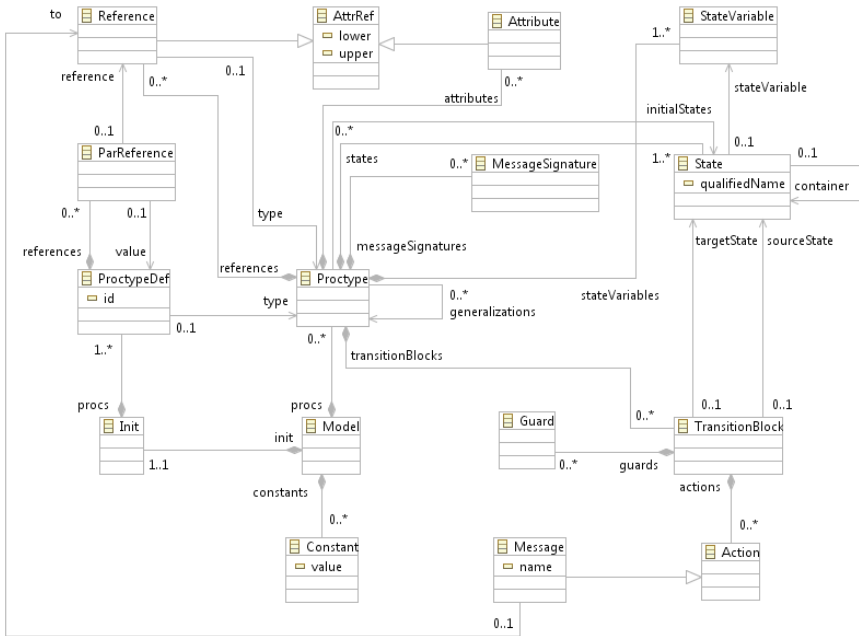 to
Reference
AttrRef
lower
upper
Attribute
StateVariable
1..*
reference
0..*
0..1
0..*
attributes
stateVariable
0..1
0..*
initialStates
0..1
0..1
ParReference
states
0..*
MessageSignature
1..*
State
qualifiedName
container
0..*
0..1
type
messageSignatures
targetState
sourceState
references
value
references
ProctypeDef
id
type
0..1
Proctype
0..*
generalizations
stateVariables
1..*
0..*
transitionBlocks
procs
procs
0..*
0..1
0..1
Init
init
1..1
Model
Guard
0..*
guards
TransitionBlock
constants
actions
0..*
0..*
Constant
value
Message
name
Action
0..1